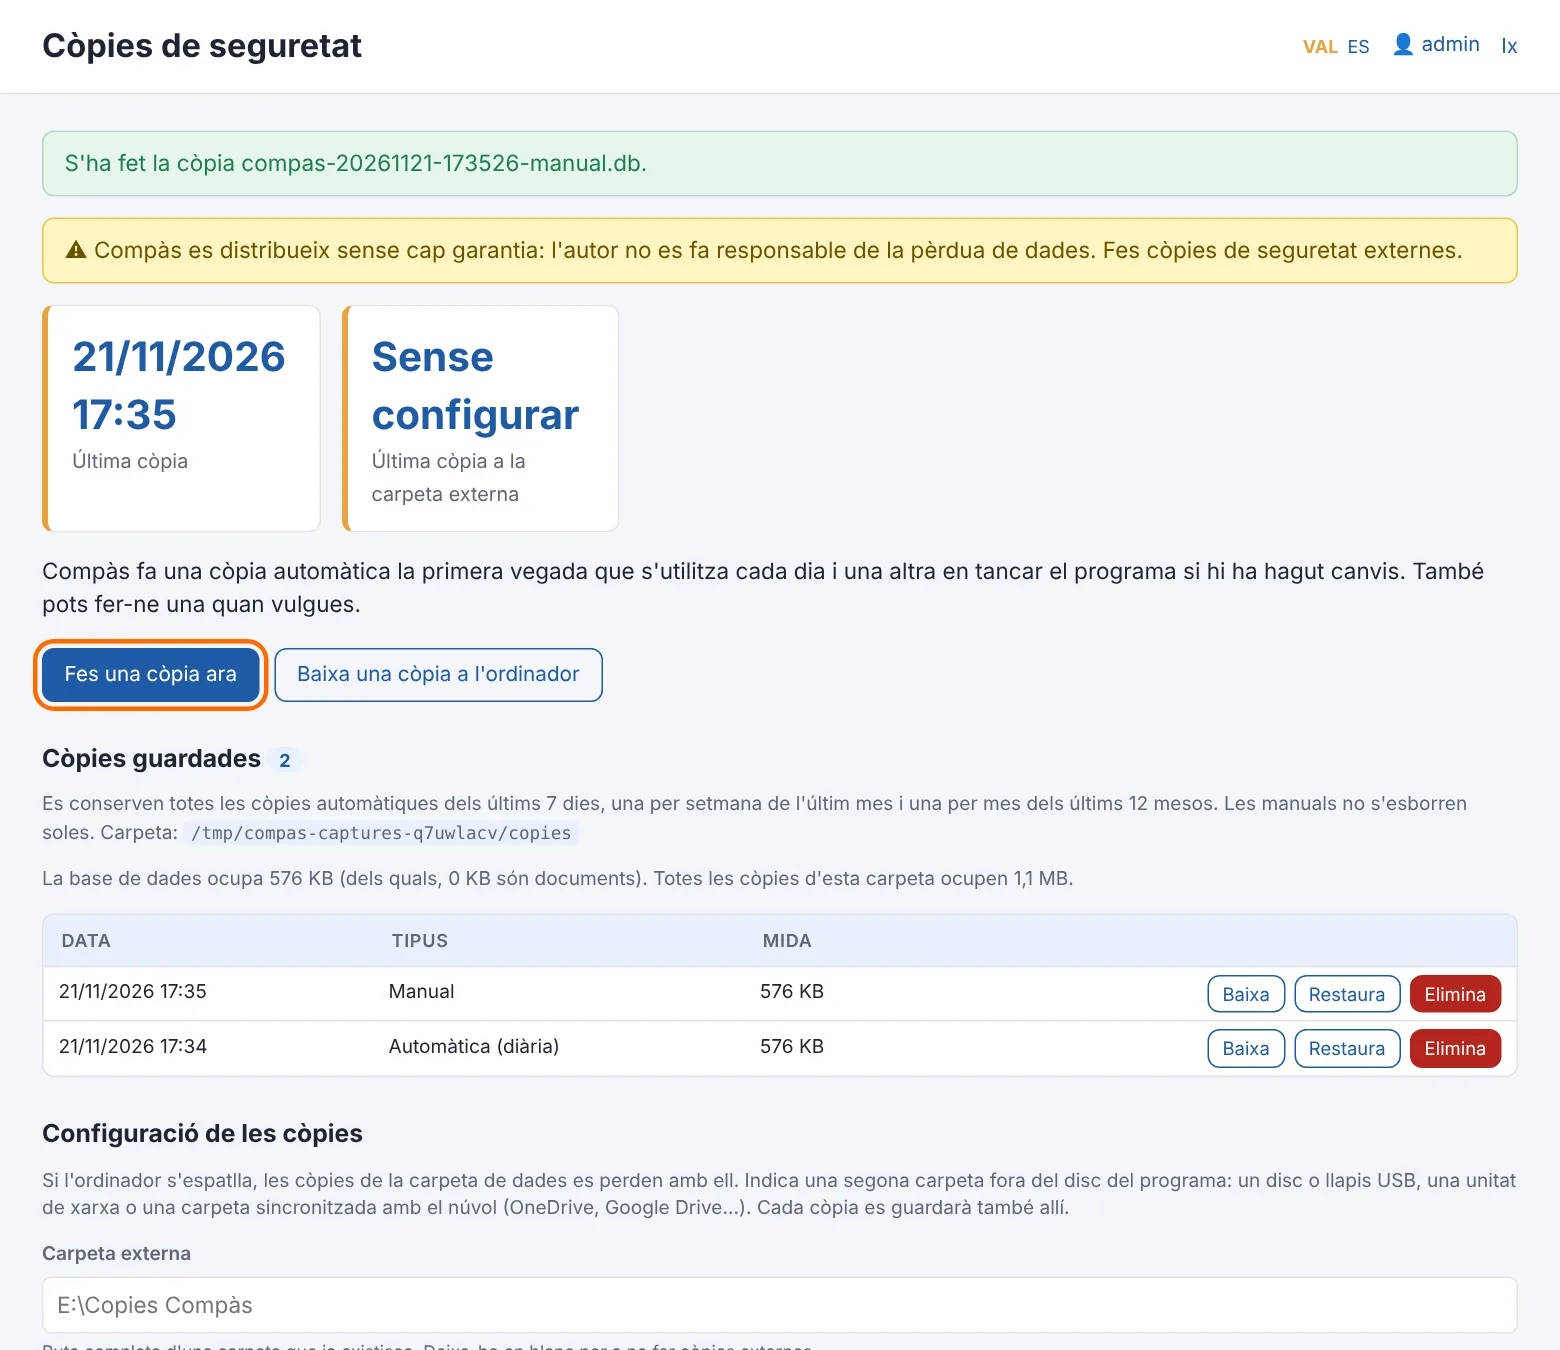 Còpies de seguretat
VAL ES admin Ix
S'ha fet la còpia compas-20261121-173526-manual.db.
Compàs es distribueix sense cap garantia: l'autor no es fa responsable de la pèrdua de dades. Fes còpies de seguretat externes.
21/11/2026
17:35
Última còpia
Sense
configurar
Última còpia a la
carpeta externa
Compàs fa una còpia automàtica la primera vegada que s'utilitza cada dia i una altra en tancar el programa si hi ha hagut canvis. També
pots fer-ne una quan vulgues.
Fes una còpia ara
Baixa una còpia a l'ordinador
Còpies guardades 2
Es conserven totes les còpies automàtiques dels últims 7 dies, una per setmana de l'últim mes i una per mes dels últims 12 mesos. Les manuals no s'esborren
soles. Carpeta: /tmp/compas-captures-q7uwlacv/copies
La base de dades ocupa 576 KB (dels quals, 0 KB són documents). Totes les còpies d'esta carpeta ocupen 1,1 MB.
DATA TIPUS MIDA
21/11/2026 17:35 Manual 576 KB Baixa Restaura Elimina
21/11/2026 17:34 Automàtica (diària) 576 KB Baixa Restaura Elimina
Configuració de les còpies
Si l'ordinador s'espatlla, les còpies de la carpeta de dades es perden amb ell. Indica una segona carpeta fora del disc del programa: un disc o llapis USB, una unitat
de xarxa o una carpeta sincronitzada amb el núvol (OneDrive, Google Drive...). Cada còpia es guardarà també allí.
Carpeta externa
E:\Copies Compàs